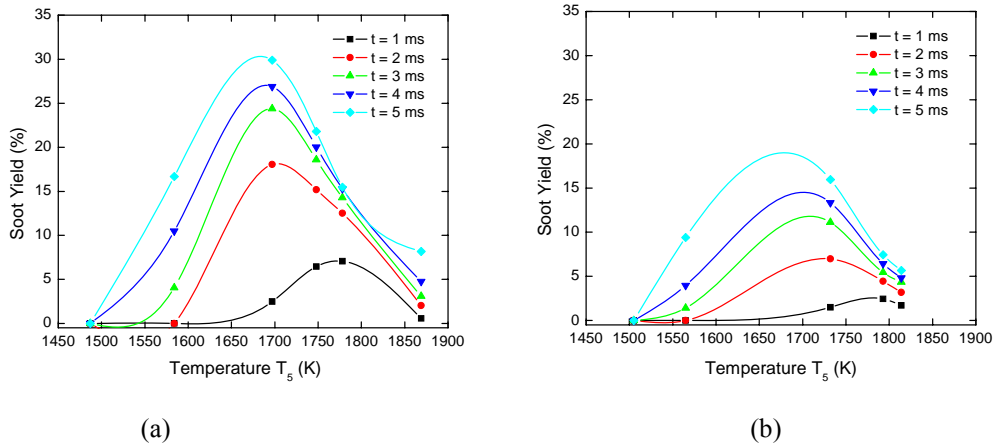 35
30
25
20
15
10
5
0
Soot Yield (%)
1450 1500 1550 1600 1650 1700 1750 1800 1850 1900
Temperature T5 (K)
t = 1 ms
t = 2 ms
t = 3 ms
t = 4 ms
t = 5 ms
(a)
35
30
25
20
15
10
5
0
Soot Yield (%)
1450 1500 1550 1600 1650 1700 1750 1800 1850 1900
Temperature T5 (K)
t = 1 ms
t = 2 ms
t = 3 ms
t = 4 ms
t = 5 ms
(b)